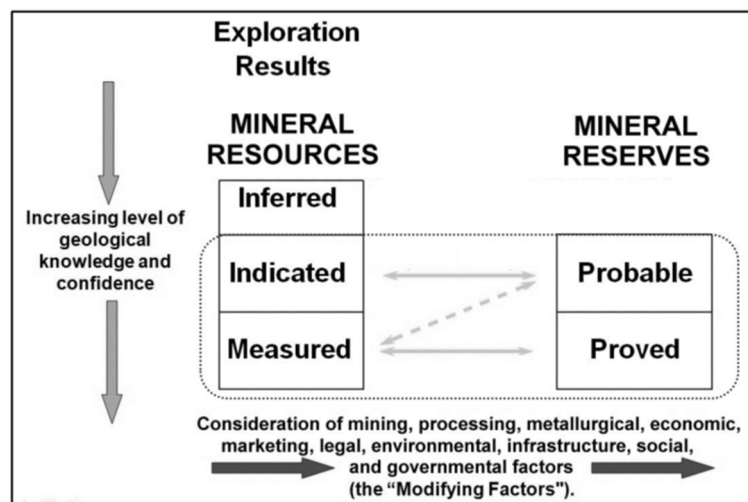 Exploration
Results
MINERAL
RESOURCES
MINERAL
RESERVES
Inferred
Increasing level of
geological
knowledge and
confidence
Indicated
Probable
Measured
Proved
Consideration of mining, processing, metallurgical, economic,
marketing, legal, environmental, infrastructure, social,
and governmental factors
(the “Modifying Factors").